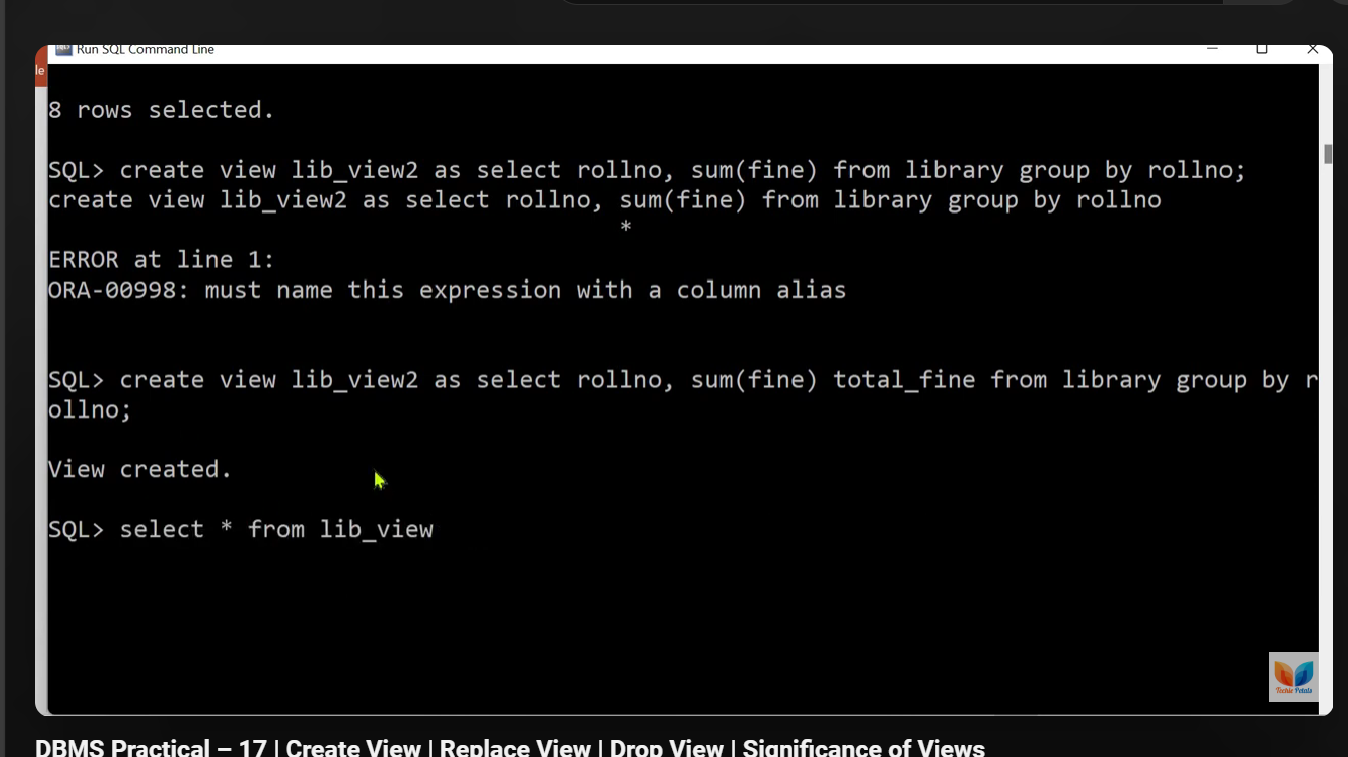 Run SQL Command Line
le
8 rows selected.
SQL> create view lib_view2 as select rollno, sum(fine) from library group by rollno;
create view lib_view2 as select rollno, sum(fine) from library group by rollno
*
ERROR at line 1:
ORA-00998: must name this expression with a column alias
SQL> create view lib_view2 as select rollno, sum(fine) total_fine from library group by r
ollno;
View created.
SQL> select * from lib_view
Techie Petals
DBMS Practical – 17 | Create View | Replace View | Drop View | Significance of Views